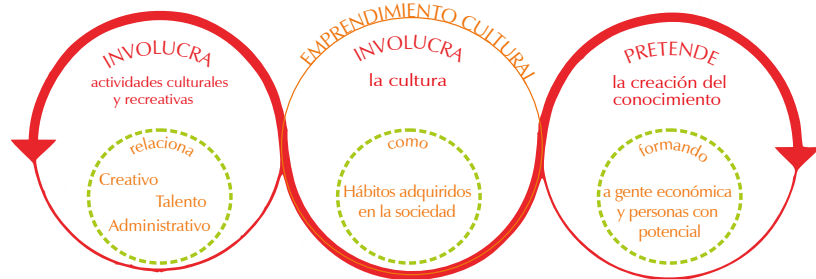 INVOLUCRA
actividades culturales
y recreativas
relaciona
Creativo
Talento
Administrativo
EMPRENDIMIENTO CULTURAL
INVOLUCRA
la cultura
como
Hábitos adquiridos
en la sociedad
PRETENDE
la creación del
conocimiento
formando
a gente económica
y personas con
potencial